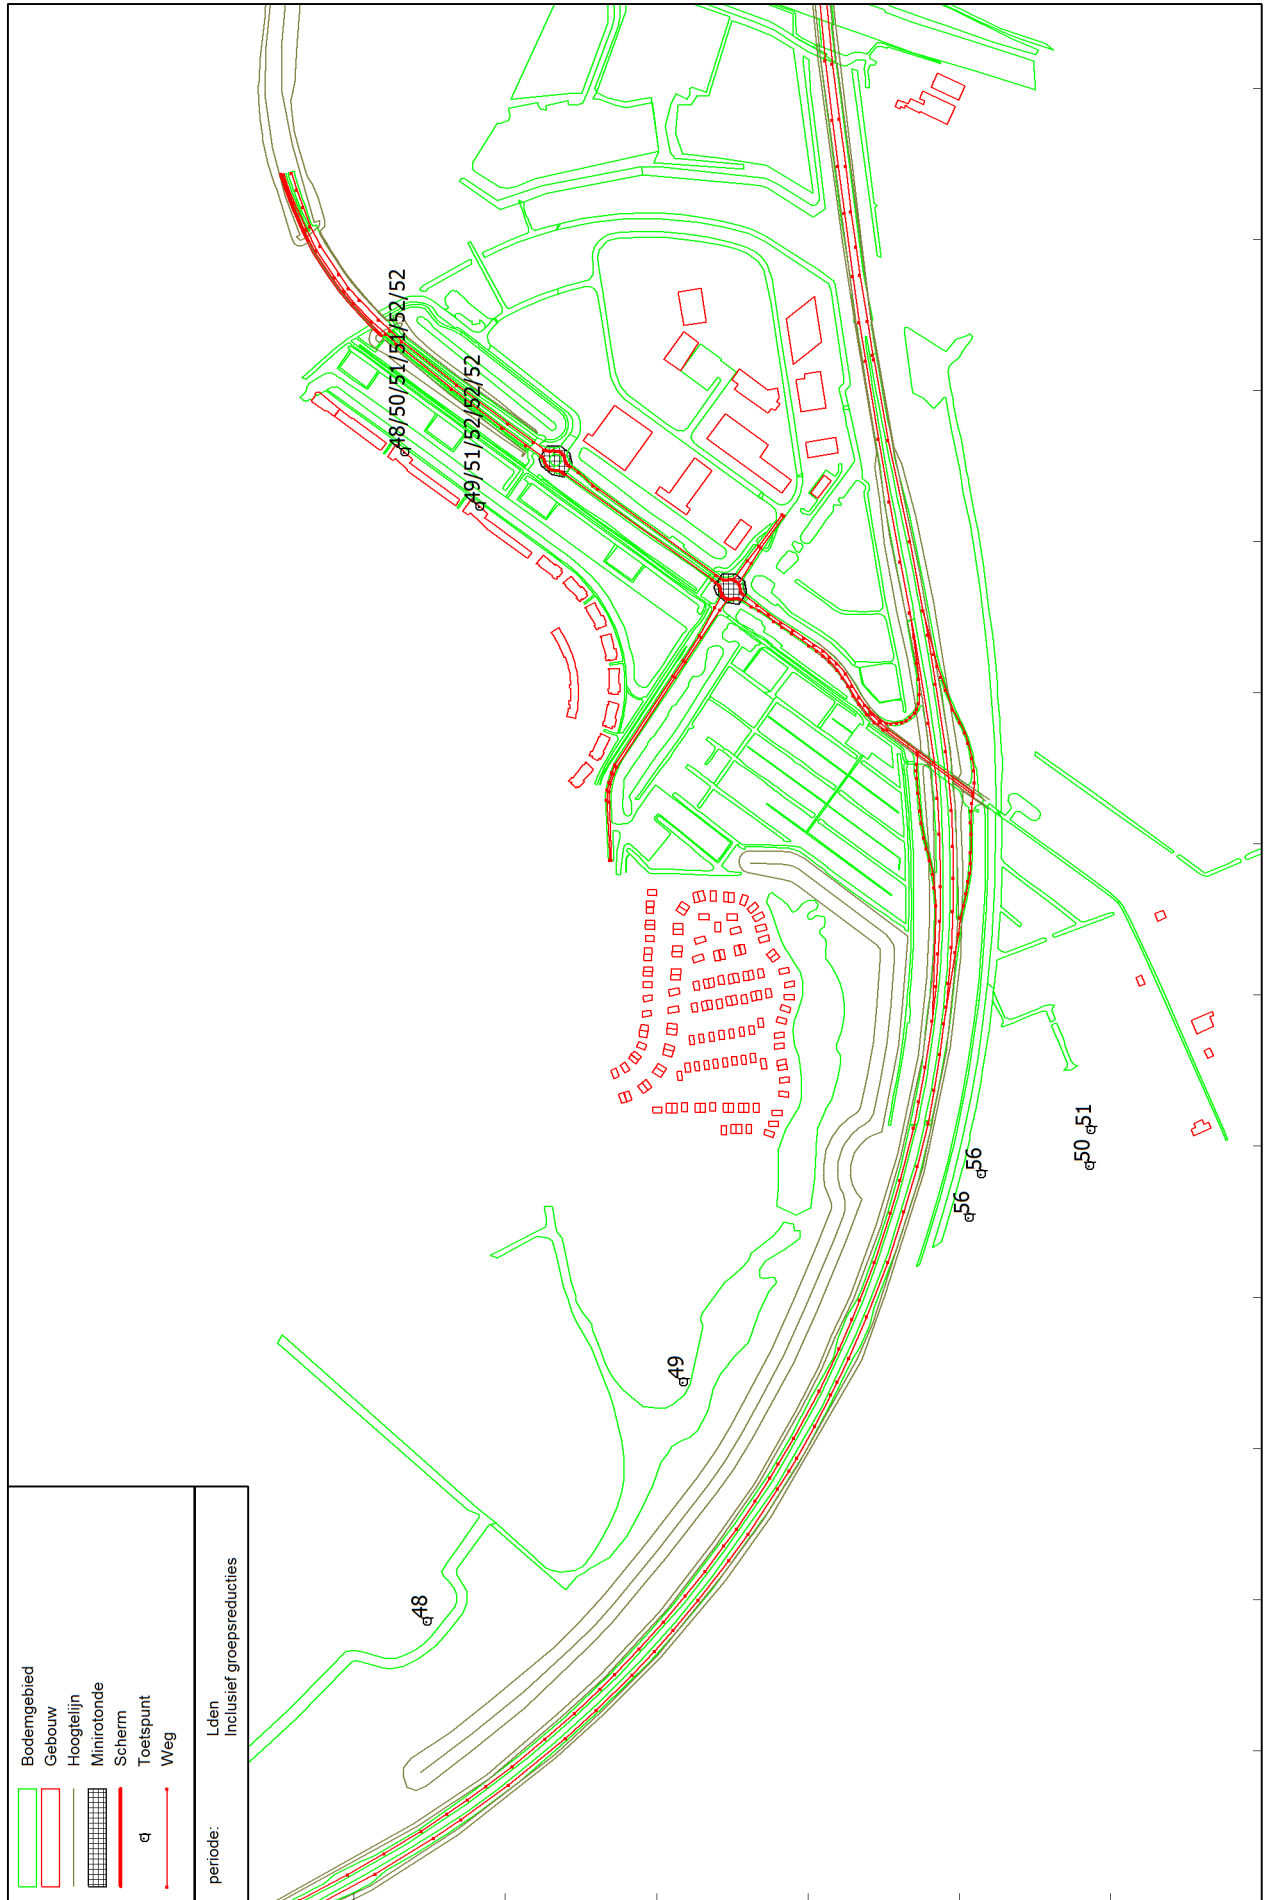 48/50/51/51/52/52
49/51/52/52/52/52
50
51
56
56
49
48
Bodemgebied
Gebouw
Hoogtelijn
Minirotonde
Scherm
Toetspunt
Weg
periode:
Lden
Inclusief groepsreducties